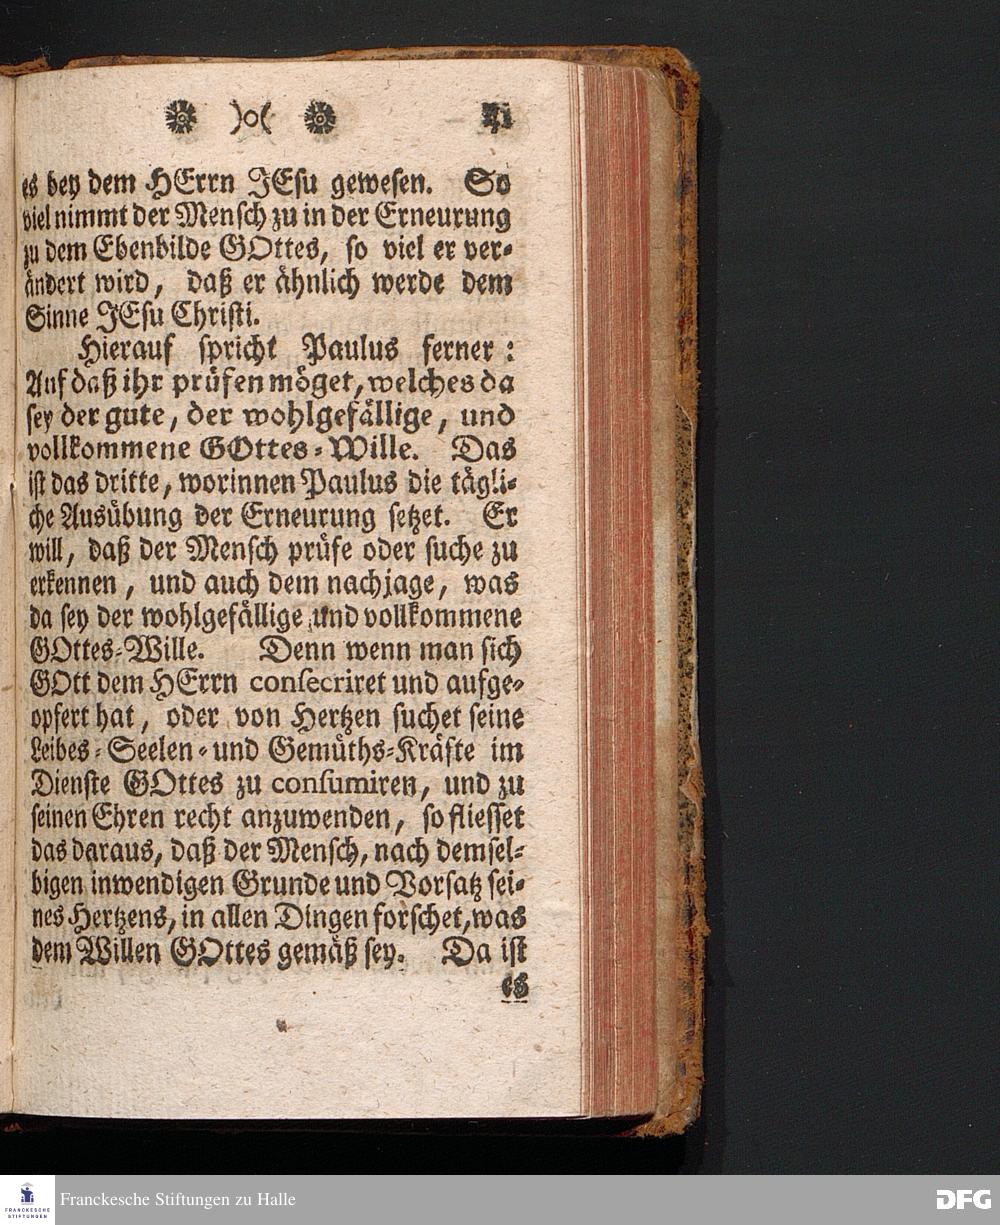 es bey dem HErrn JEsu gewesen. So
viel nimmt der Mensch zu in der Erneurung
zu dem Ebenbilde GOttes, so viel er ver-
ändert wird, daß er ähnlich werde dem
Sinne JEsu Christi.
Hierauf spricht Paulus ferner:
Auf daß ihr prüfen möget, welches da
sey der gute, der wohlgefällige, und
vollkommene GOttes-Wille. Das
ist das dritte, worinnen Paulus die tägli-
che Ausübung der Erneurung setzet. Er
will, daß der Mensch prüfe oder suche zu
erkennen, und auch dem nachjage, was
da sey der wohlgefällige und vollkommene
GOttes-Wille. Denn wenn man sich
GOtt dem HErrn consecriret und aufge-
opfert hat, oder von Hertzen suchet seine
Leibes-Seelen-und Gemüths-Kräfte im
Dienste GOttes zu consumiren, und zu
seinen Ehren recht anzuwenden, so fliesset
das daraus, daß der Mensch, nach demsel-
bigen inwendigen Grunde und Vorsatz sei-
nes Hertzens, in allen Dingen forschet, was
dem Willen GOttes gemäß sey. Da ist
es
Franckesche Stiftungen zu Halle
FRANCKESCHE
STIFTUNGEN
DFG